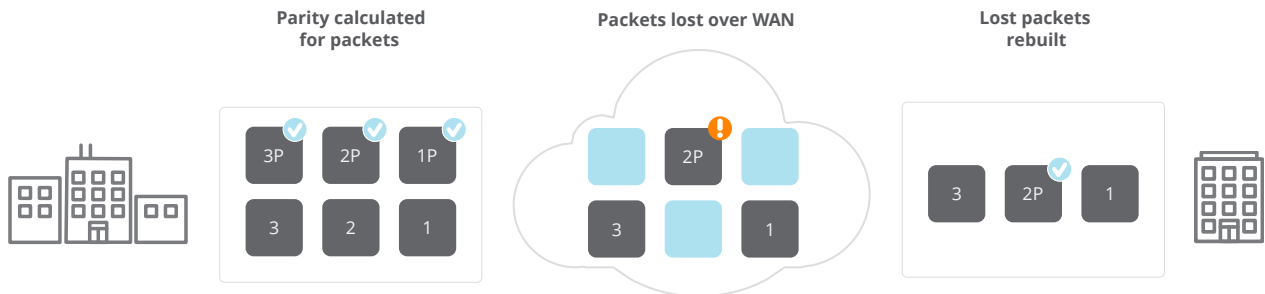 Parity calculated
for packets
Packets lost over WAN
Lost packets
rebuilt
3P 2P 1P
3 2 1
2P
3 1
3 2P 1